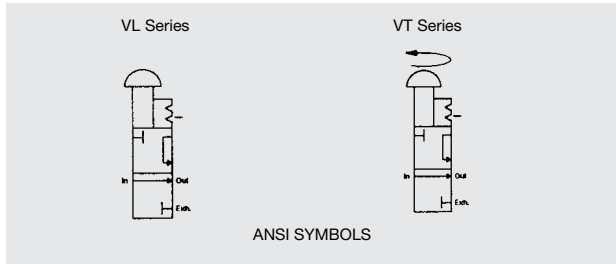 VL Series
VT Series
In
Out
Exh.
In
Out
Exh.
ANSI SYMBOLS